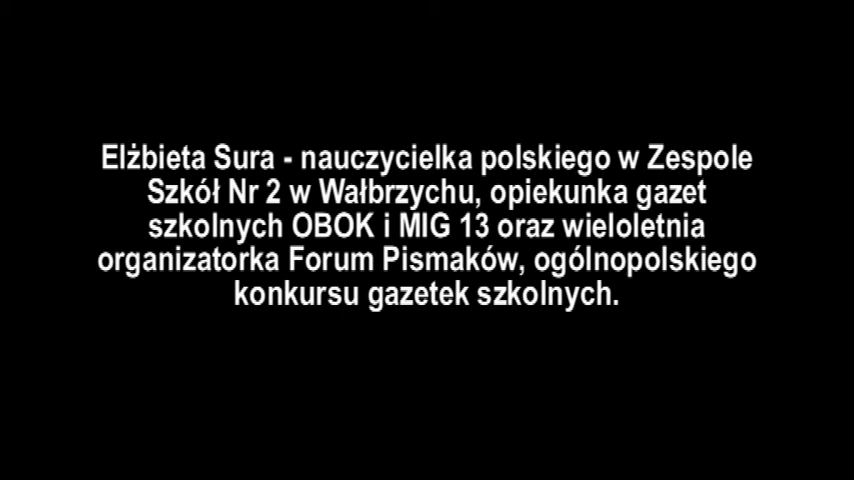 Elżbieta Sura - nauczycielka polskiego w Zespole
Szkół Nr 2 w Wałbrzychu, opiekunka gazet
szkolnych OBOK i MIG 13 oraz wieloletnia
organizatorka Forum Pismaków, ogólnopolskiego
konkursu gazetek szkolnych.